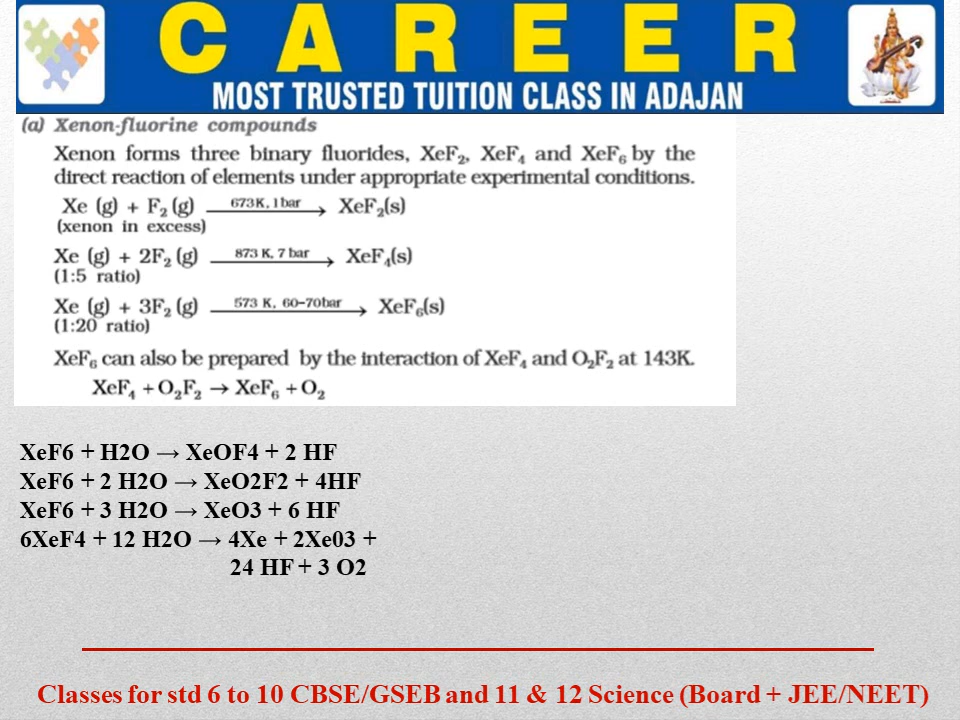 CAREER
MOST TRUSTED TUITION CLASS IN ADAJAN
(a) Xenon-fluorine compounds
Xenon forms three binary fluorides, XeF₂, XeF₄ and XeF₆ by the
direct reaction of elements under appropriate experimental conditions.
Xe (g) + F₂ (g) 673K, 1bar → XeF₂(s)
(xenon in excess)
Xe (g) + 2F₂ (g) 873 K, 7 bar → XeF₄(s)
(1:5 ratio)
Xe (g) + 3F₂ (g) 573 K, 60–70bar → XeF₆(s)
(1:20 ratio)
XeF₆ can also be prepared by the interaction of XeF₄ and O₂F₂ at 143K.
XeF₄ + O₂F₂ → XeF₆ + O₂
XeF6 + H2O → XeOF4 + 2 HF
XeF6 + 2 H2O → XeO2F2 + 4HF
XeF6 + 3 H2O → XeO3 + 6 HF
6XeF4 + 12 H2O → 4Xe + 2Xe03 +
24 HF + 3 O2
Classes for std 6 to 10 CBSE/GSEB and 11 & 12 Science (Board + JEE/NEET)